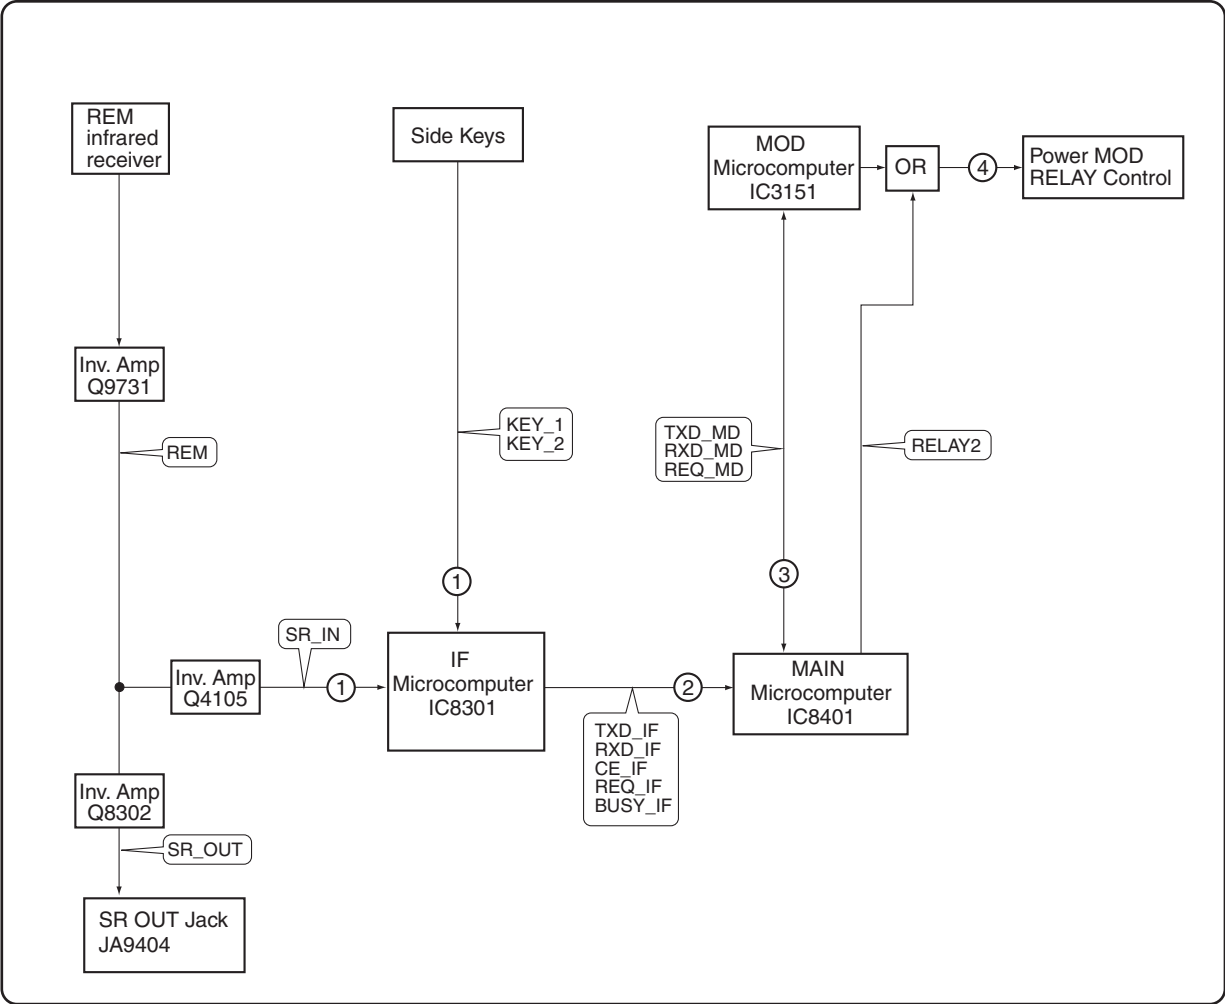 REM
infrared
receiver
Side Keys
MOD
Microcomputer
IC3151
OR
4
Power MOD
RELAY Control
Inv. Amp
Q9731
REM
KEY_1
KEY_2
TXD_MD
RXD_MD
REQ_MD
RELAY2
1
3
SR_IN
Inv. Amp
Q4105
1
IF
Microcomputer
IC8301
2
MAIN
Microcomputer
IC8401
TXD_IF
RXD_IF
CE_IF
REQ_IF
BUSY_IF
Inv. Amp
Q8302
SR_OUT
SR OUT Jack
JA9404